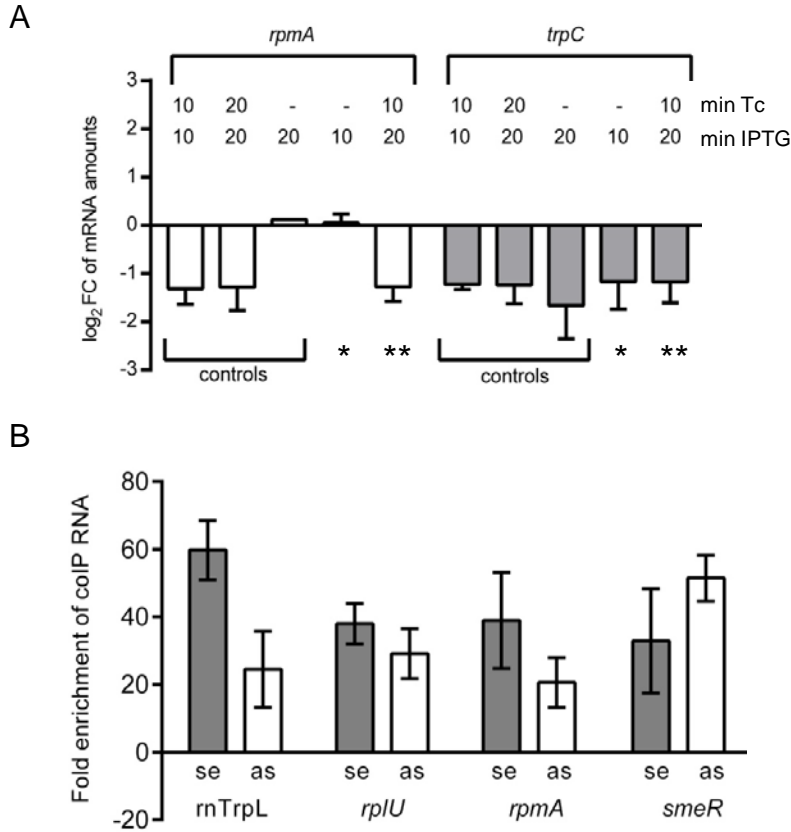 A
rpmA trpC
3
10 20 - - 10 10 20 - - 10 min Tc
2
10 20 20 10 20 10 20 20 10 20 min IPTG
1
0
-1
-2
-3
log2 FC of mRNA amounts
* ** * **
controls controls
B
80
60
40
20
0
-20
Fold enrichment of coIP RNA
se as se as se as se as
rnTrpL rplU rpmA smeR